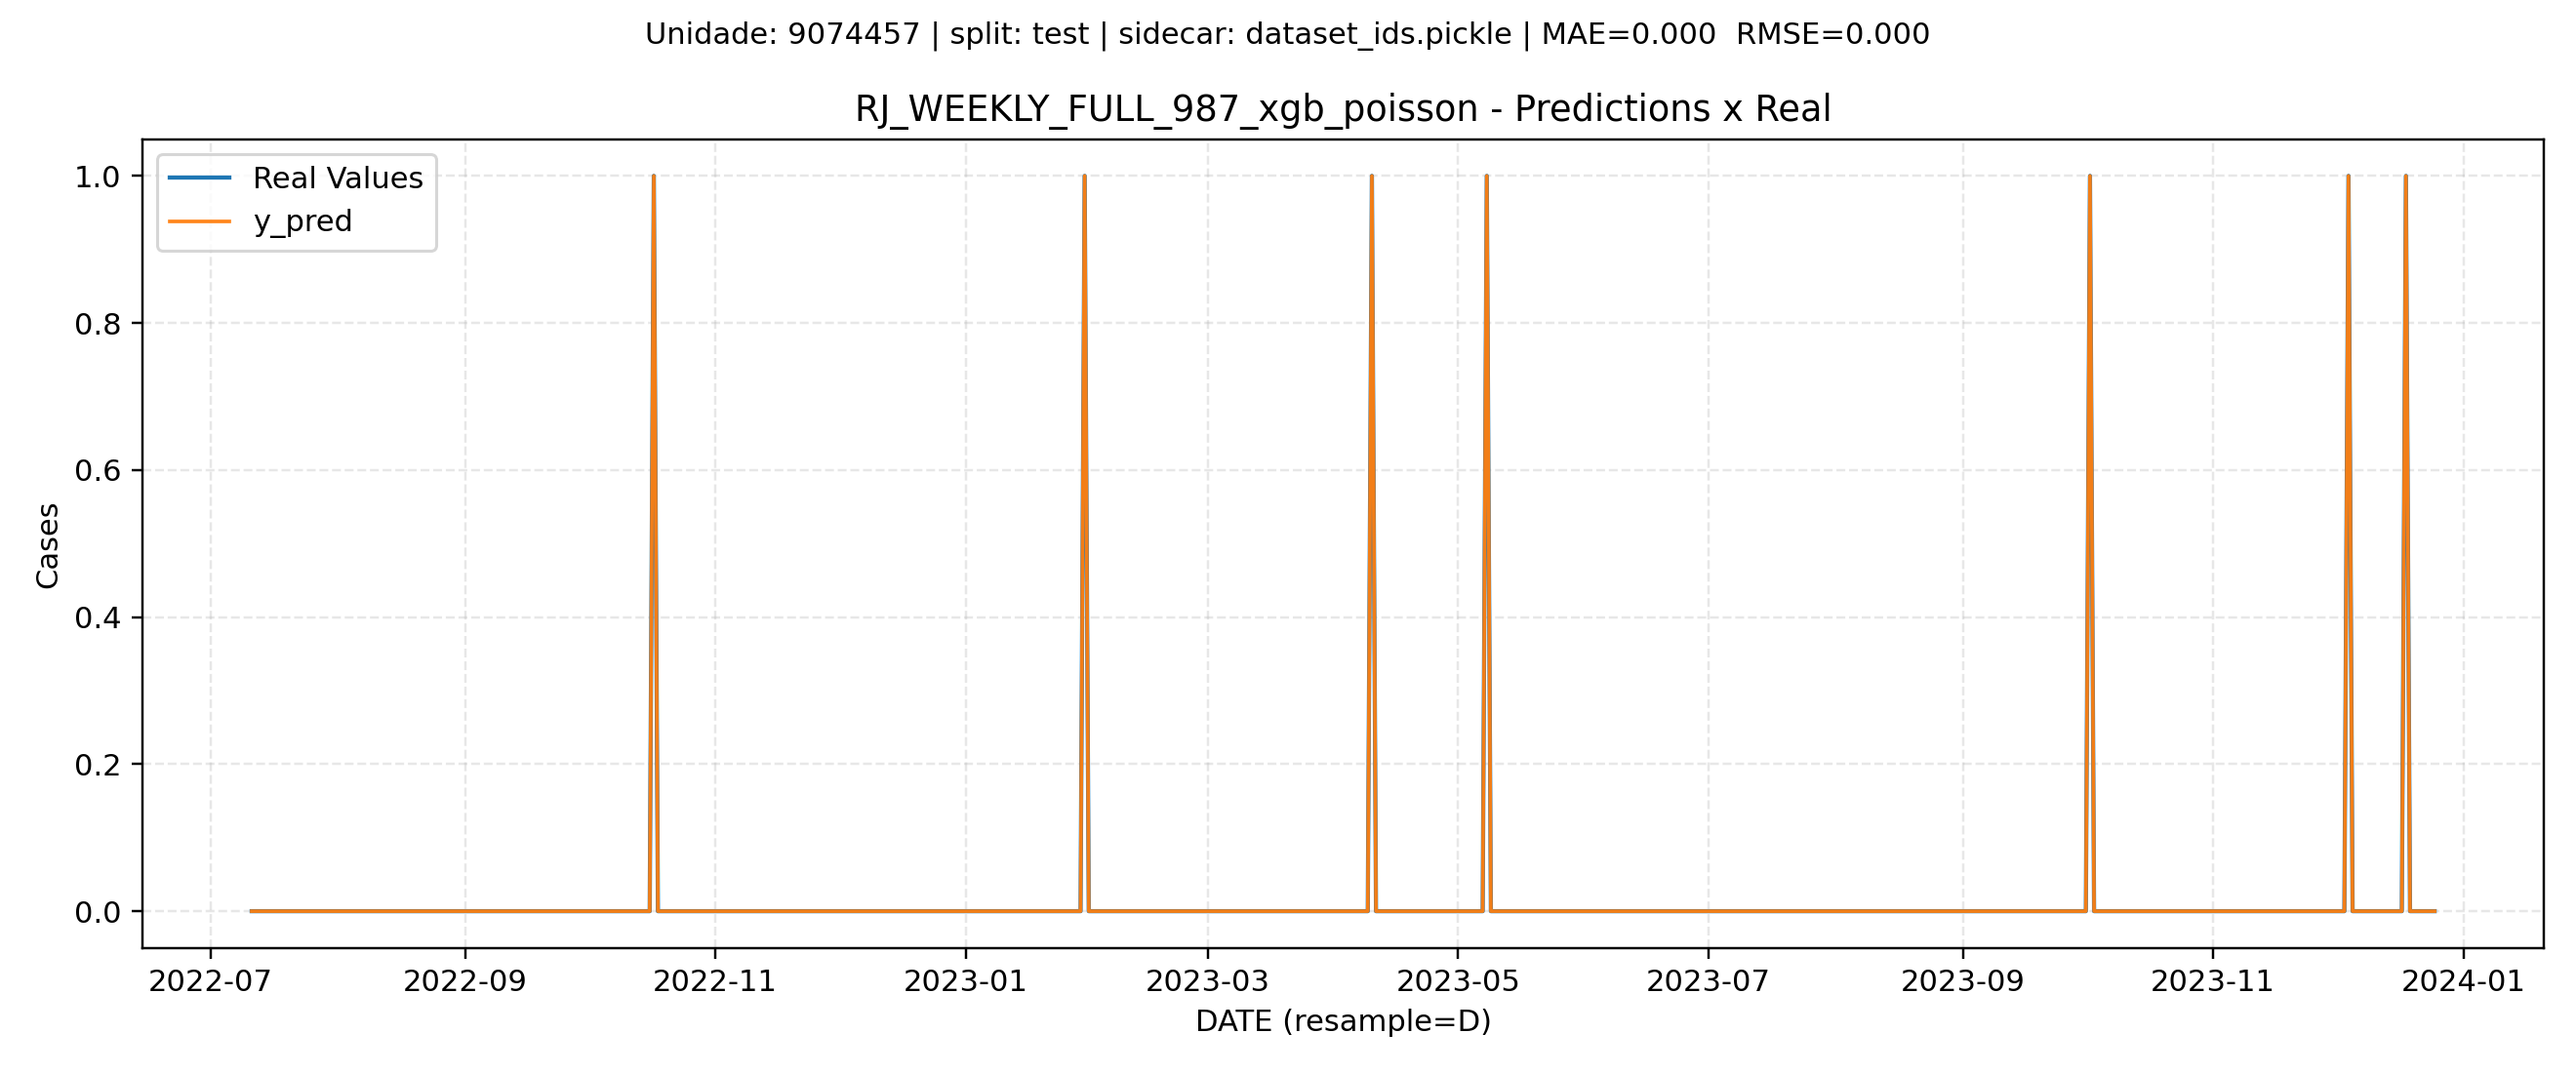 Unidade: 9074457 | split: test | sidecar: dataset_ids.pickle | MAE=0.000  RMSE=0.000
RJ_WEEKLY_FULL_987_xgb_poisson - Predictions x Real
Real Values
y_pred
1.0
0.8
0.6
0.4
0.2
0.0
Cases
2022-07
2022-09
2022-11
2023-01
2023-03
2023-05
2023-07
2023-09
2023-11
2024-01
DATE (resample=D)